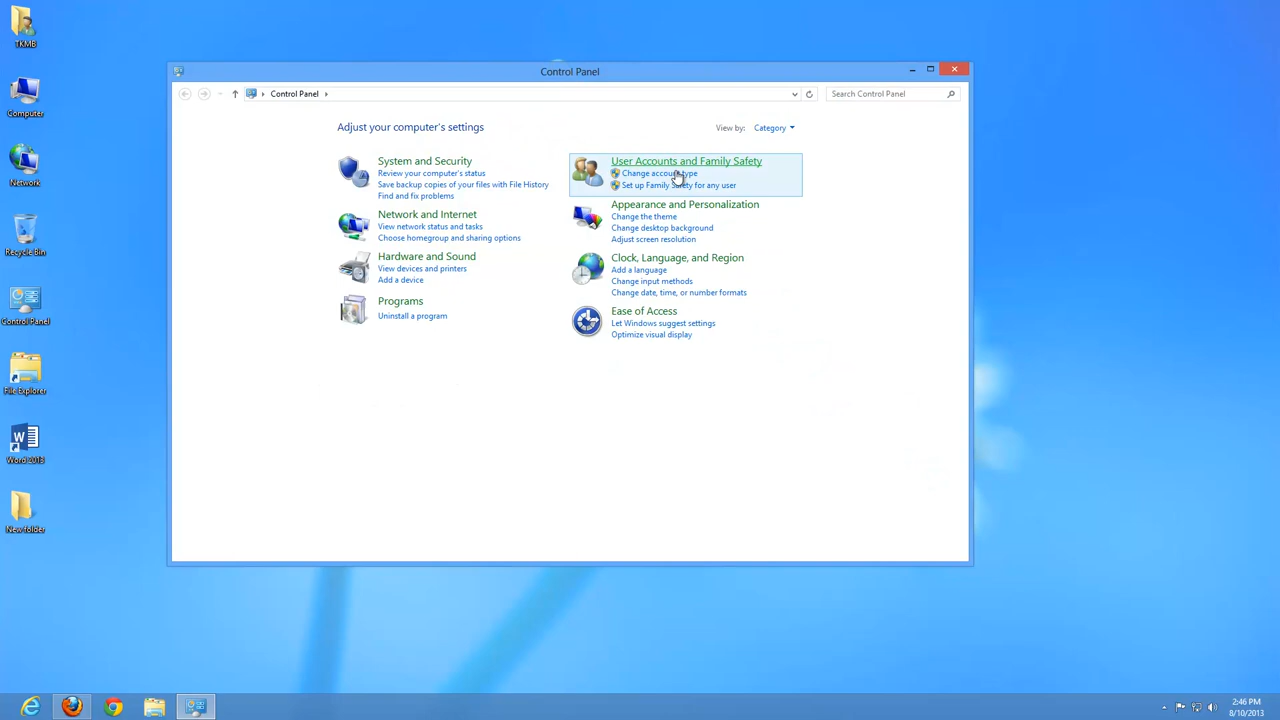 TKMB
Computer
Network
Recycle Bin
Control Panel
File Explorer
Word 2013
New folder
Control Panel
Control Panel
Search Control Panel
Adjust your computer's settings
View by: Category
System and Security
Review your computer's status
Save backup copies of your files with File History
Find and fix problems
Network and Internet
View network status and tasks
Choose homegroup and sharing options
Hardware and Sound
View devices and printers
Add a device
Programs
Uninstall a program
User Accounts and Family Safety
Change account type
Set up Family Safety for any user
Appearance and Personalization
Change the theme
Change desktop background
Adjust screen resolution
Clock, Language, and Region
Add a language
Change input methods
Change date, time, or number formats
Ease of Access
Let Windows suggest settings
Optimize visual display
2:46 PM
8/10/2013